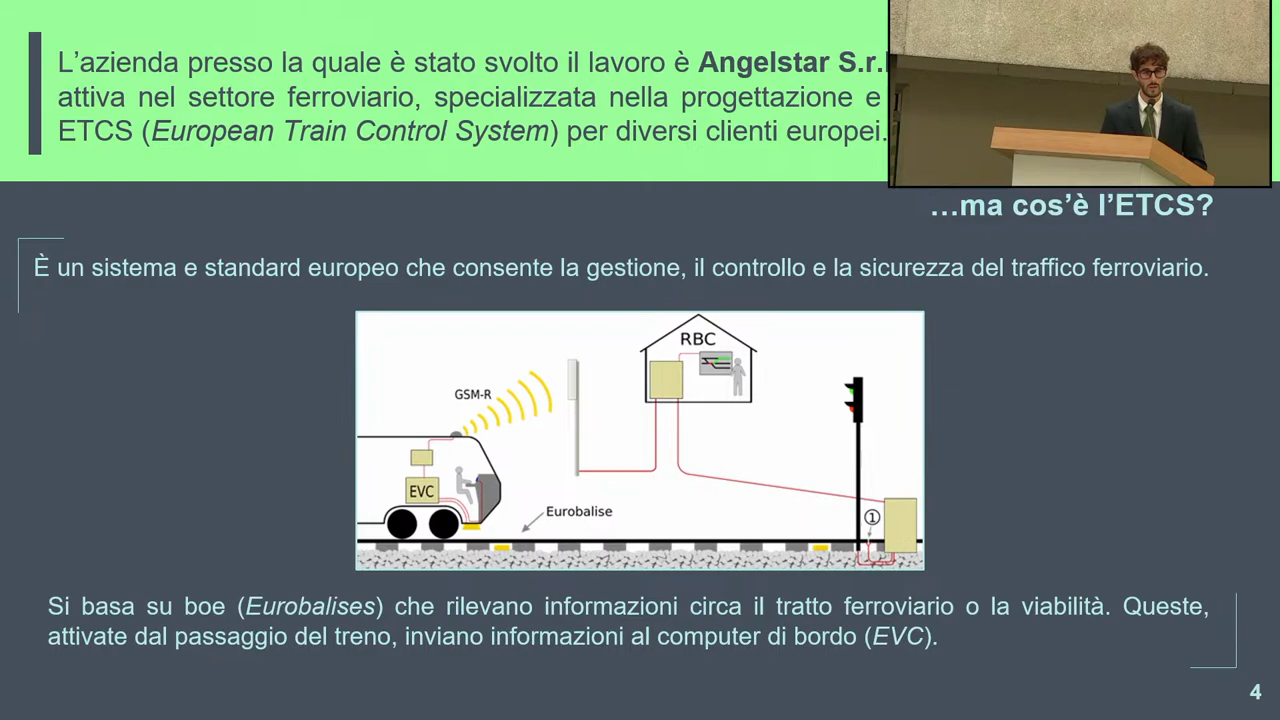 L’azienda presso la quale è stato svolto il lavoro è Angelstar S.r.l
attiva nel settore ferroviario, specializzata nella progettazione e
ETCS (European Train Control System) per diversi clienti europei.
…ma cos’è l’ETCS?
È un sistema e standard europeo che consente la gestione, il controllo e la sicurezza del traffico ferroviario.
RBC
GSM-R
EVC
Eurobalise
①
Si basa su boe (Eurobalises) che rilevano informazioni circa il tratto ferroviario o la viabilità. Queste,
attivate dal passaggio del treno, inviano informazioni al computer di bordo (EVC).
4